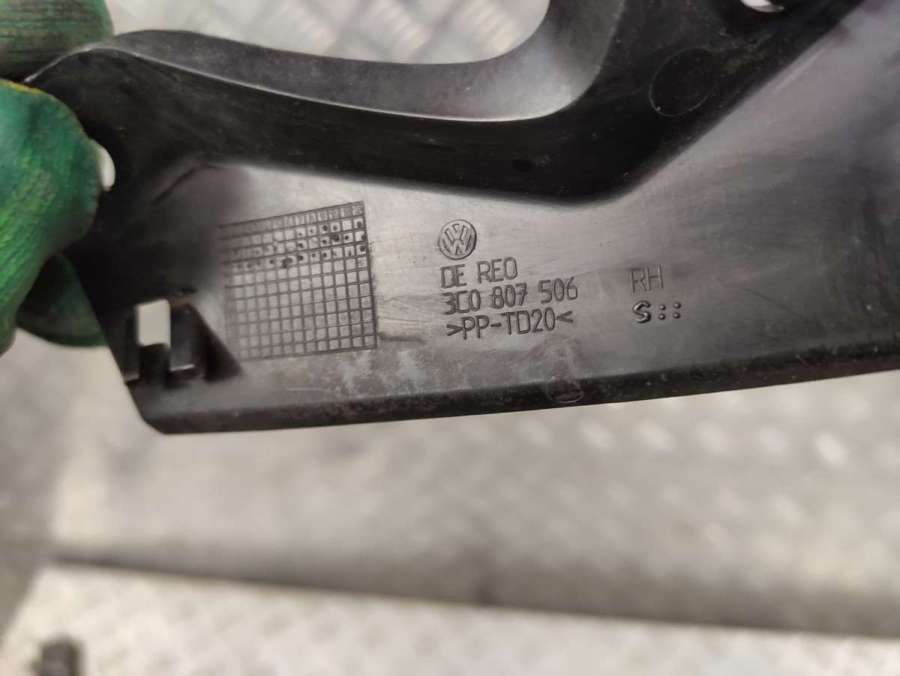 DE REO
3C0 807 506
>PP-TD20<
RH
S::